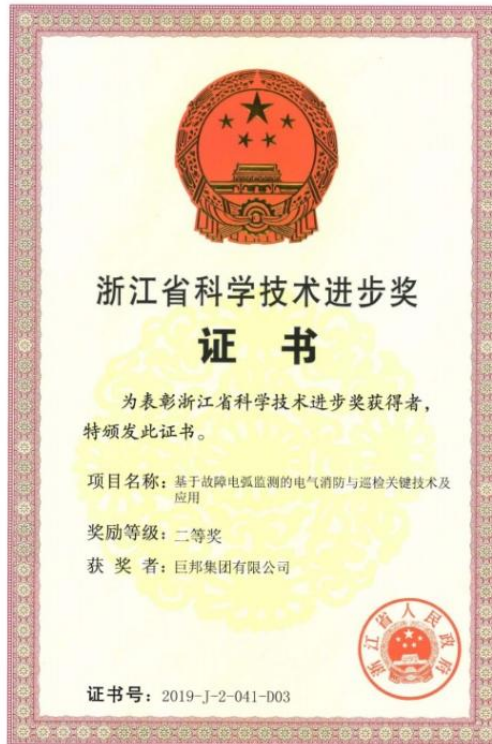 浙江省科学技术进步奖
证 书
为表彰浙江省科学技术进步奖获得者，
特颁发此证书。
项目名称：基于故障电弧监测的电气消防与巡检关键技术及
应用
奖励等级：二等奖
获 奖 者：巨邦集团有限公司
浙江省人民政府
证书号：2019-J-2-041-D03